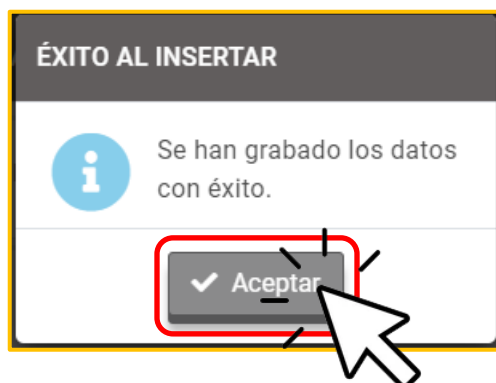 ÉXITO AL INSERTAR
Se han grabado los datos
con éxito.
Aceptar